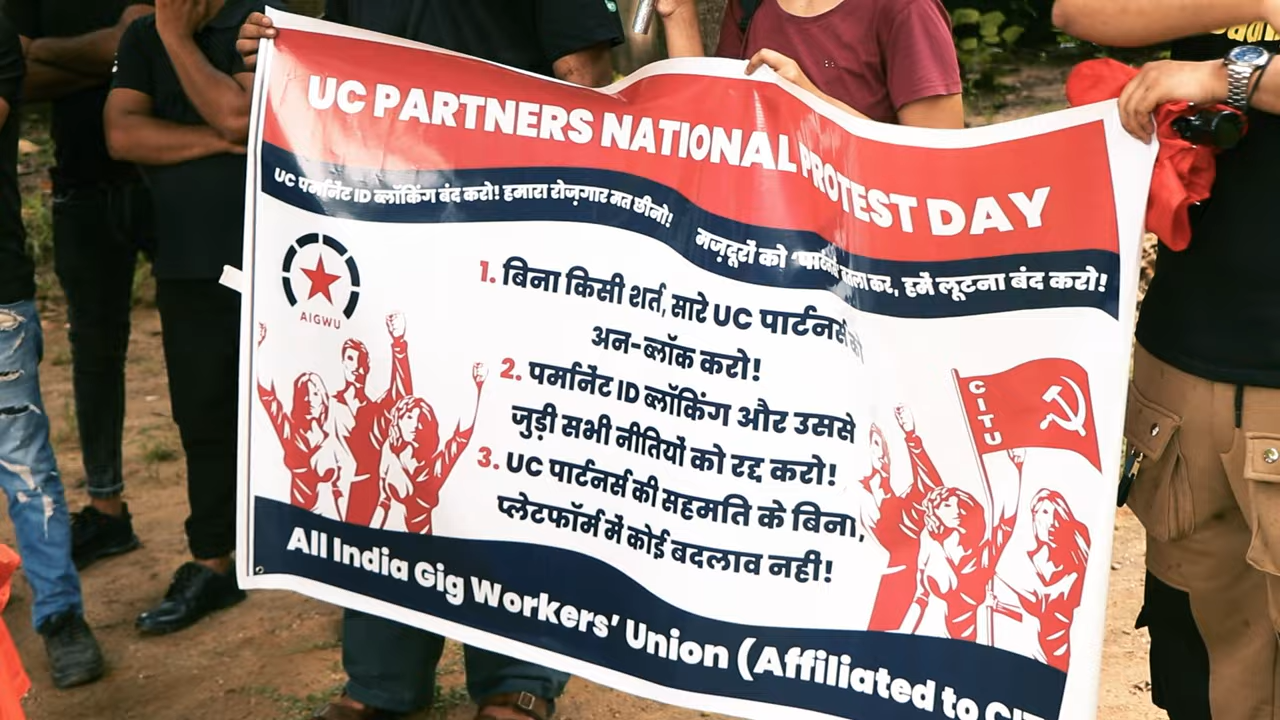 UC PARTNERS NATIONAL PROTEST DAY
UC पर्मानेंट ID ब्लॉकिंग बंद करो! हमारा रोज़गार मत छीनो!
मज़दूरों को कर, हमें लूटना बंद करो!
AIGWU
1. बिना किसी शर्त, सारे UC पार्टनर्स
अन-ब्लॉक करो!
2. पर्मानेंट ID ब्लॉकिंग और उससे
जुड़ी सभी नीतियों को रद्द करो!
3. UC पार्टनर्स की सहमति के बिना,
प्लेटफॉर्म में कोई बदलाव नही!
CITU
All India Gig Workers' Union (Affiliated to